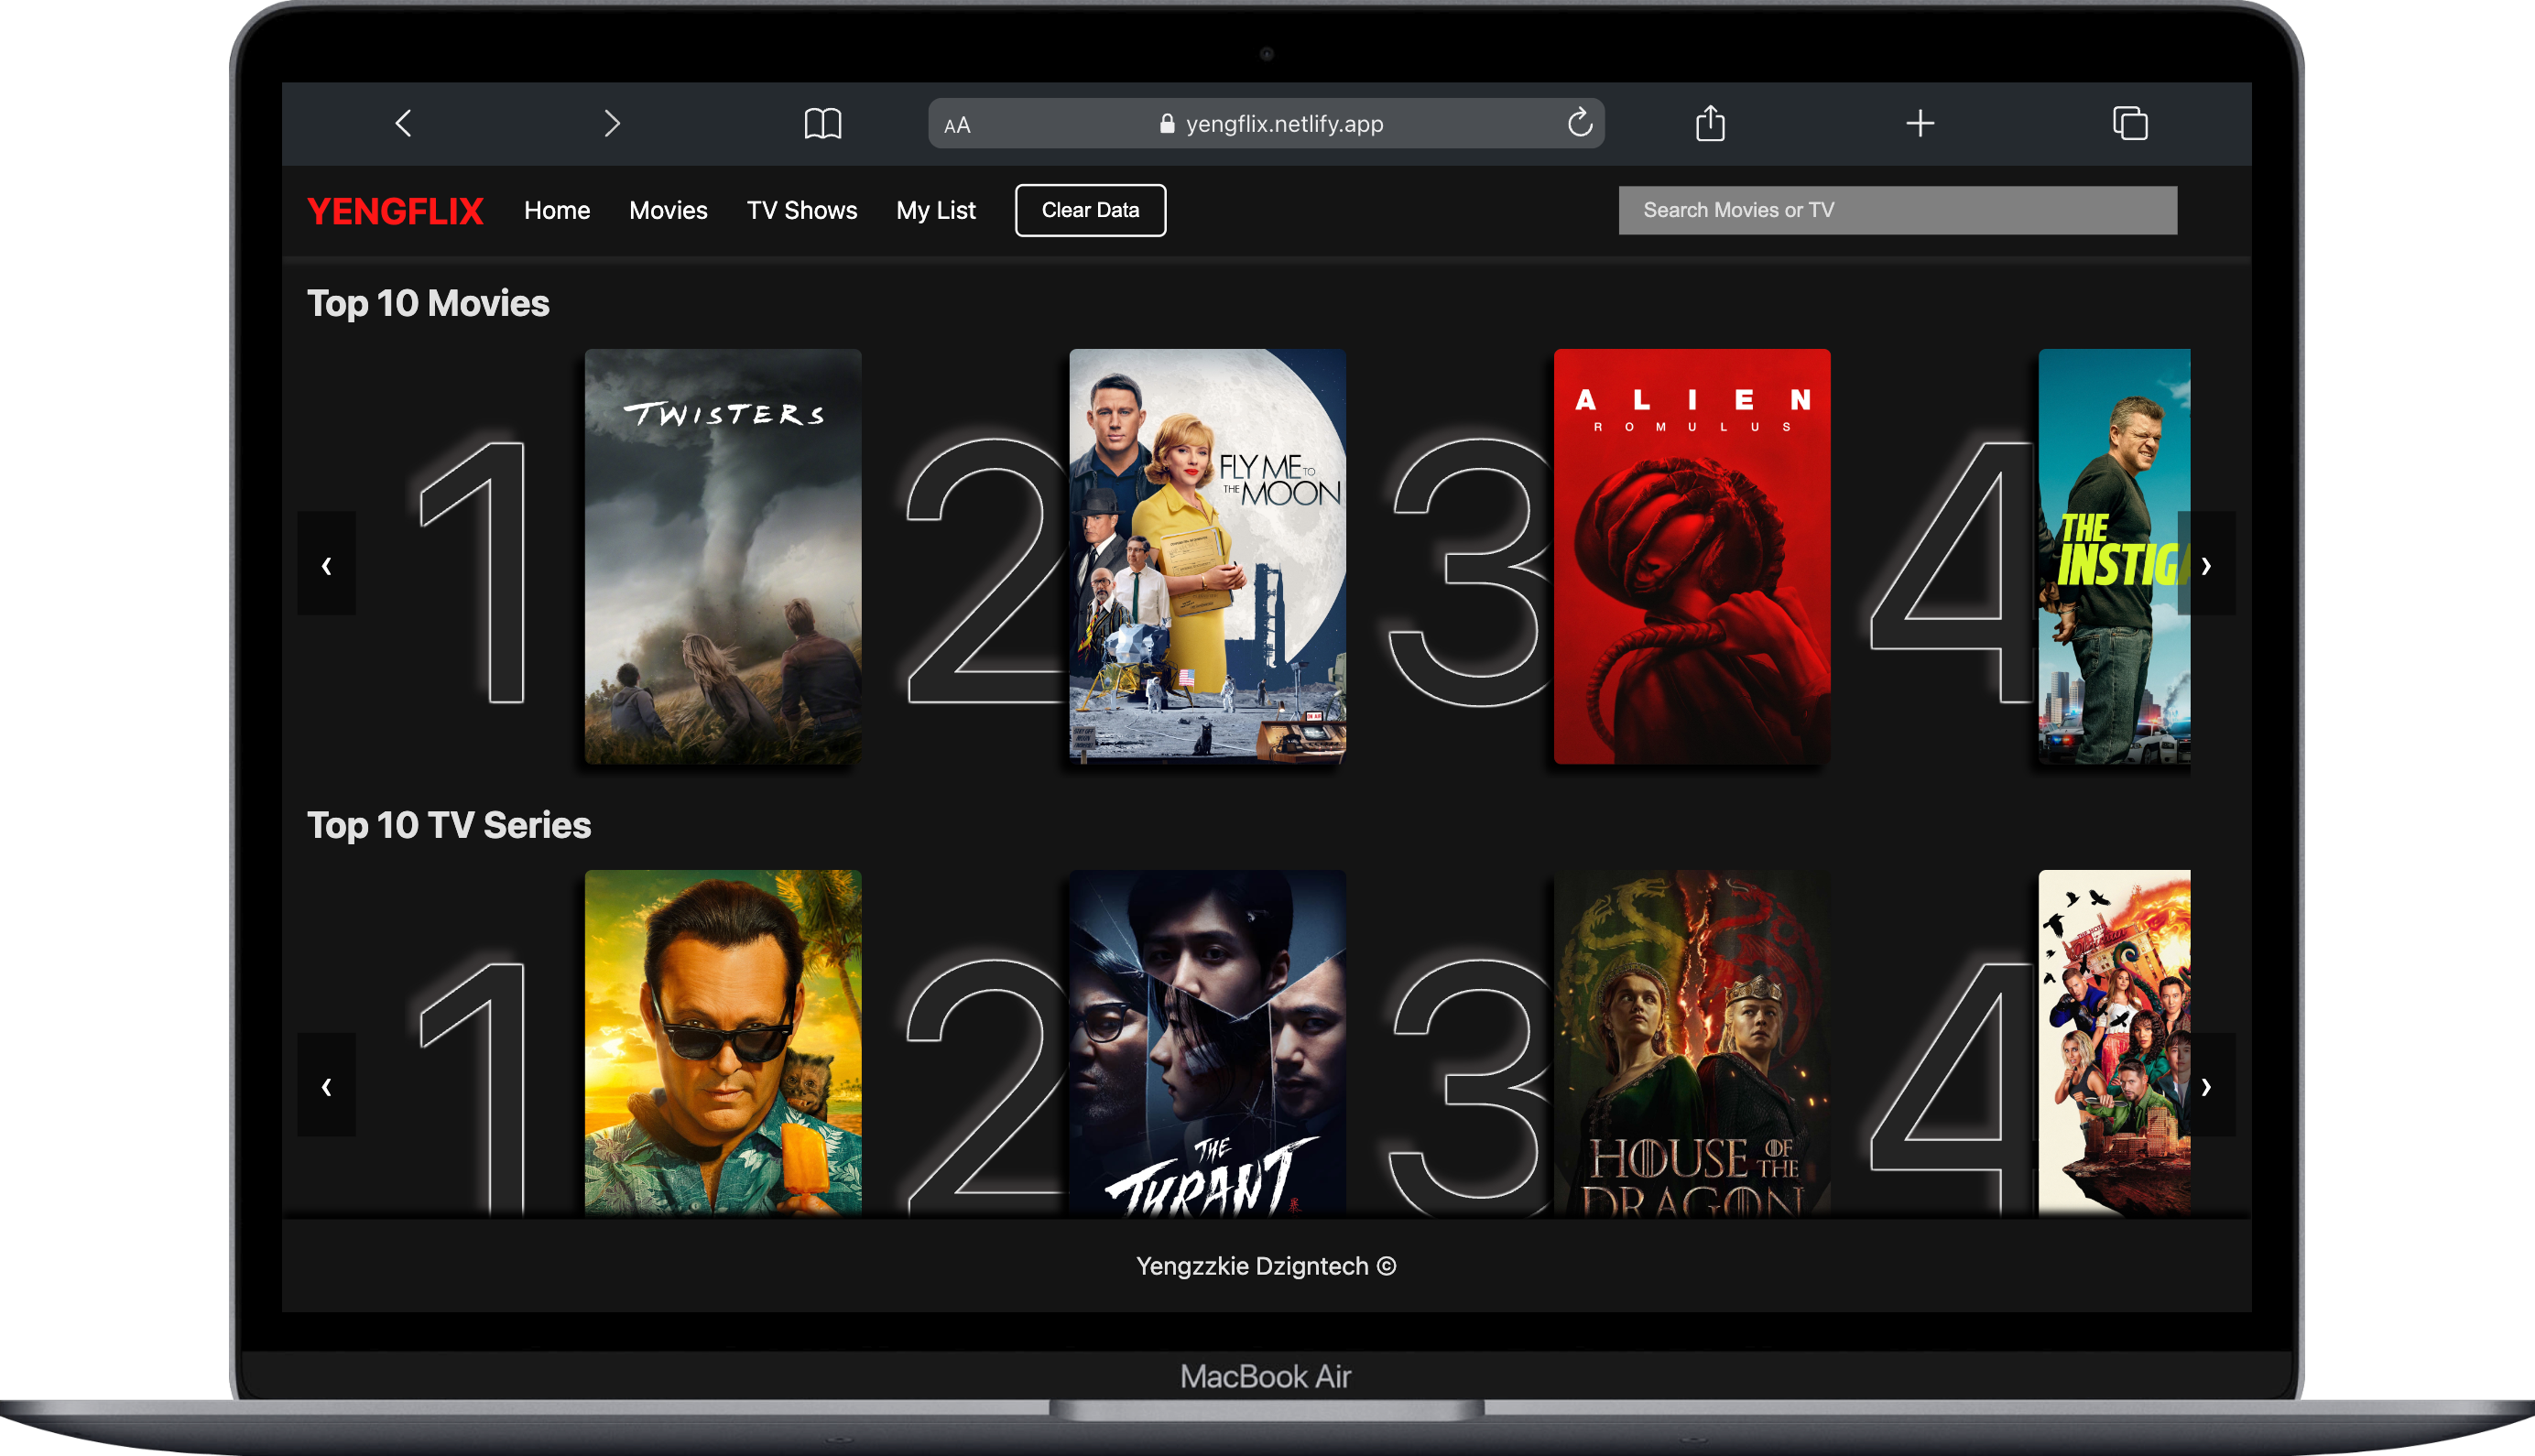 AA yengflix.netlify.app
YENGFLIX Home Movies TV Shows My List Clear Data Search Movies or TV
Top 10 Movies
1 2 3 4
TWISTERS
FLY ME TO
THE MOON
ALIEN
ROMULUS
THE
INSTIG
Top 10 TV Series
1 2 3 4
THE
TYRANT
HOUSE OF
THE
DRAGON
Yengzzkie Dzigntech ©
MacBook Air